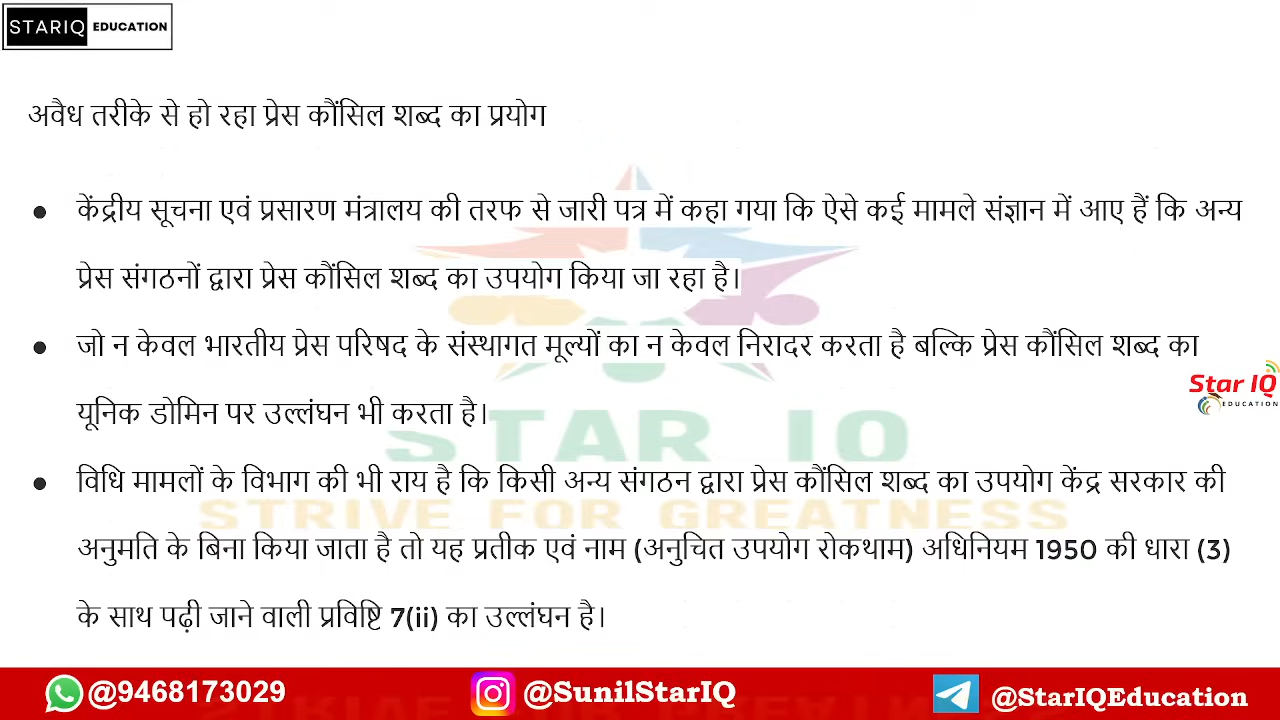 STARIQ EDUCATION
अवैध तरीके से हो रहा प्रेस कौंसिल शब्द का प्रयोग
● केंद्रीय सूचना एवं प्रसारण मंत्रालय की तरफ से जारी पत्र में कहा गया कि ऐसे कई मामले संज्ञान में आए हैं कि अन्य
प्रेस संगठनों द्वारा प्रेस कौंसिल शब्द का उपयोग किया जा रहा है।
● जो न केवल भारतीय प्रेस परिषद के संस्थागत मूल्यों का न केवल निरादर करता है बल्कि प्रेस कौंसिल शब्द का
यूनिक डोमिन पर उल्लंघन भी करता है।
Star IQ
EDUCATION
● विधि मामलों के विभाग की भी राय है कि किसी अन्य संगठन द्वारा प्रेस कौंसिल शब्द का उपयोग केंद्र सरकार की
अनुमति के बिना किया जाता है तो यह प्रतीक एवं नाम (अनुचित उपयोग रोकथाम) अधिनियम 1950 की धारा (3)
के साथ पढ़ी जाने वाली प्रविष्टि 7(ii) का उल्लंघन है।
STAR IQ
STRIVE FOR GREATNESS
@9468173029 @SunilStarIQ @StarIQEducation